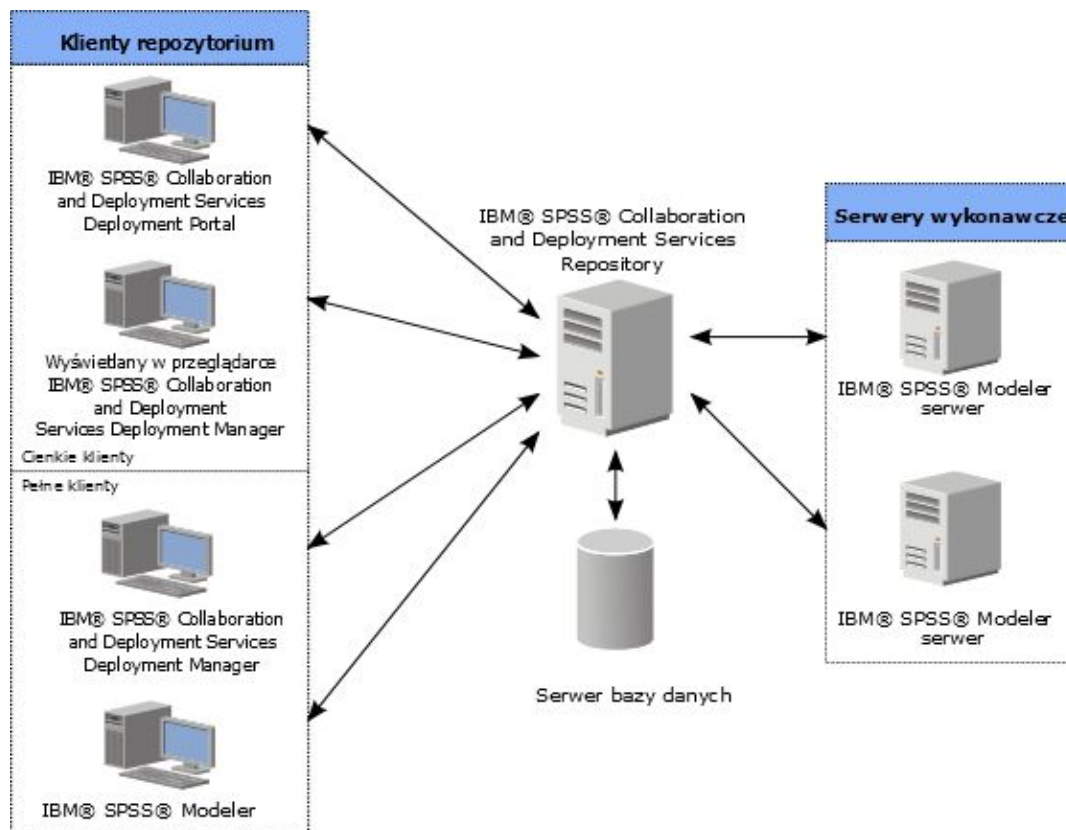 Klienty repozytorium
IBM® SPSS® Collaboration
and Deployment Services
Deployment Portal
Wyświetlany w przeglądarce
IBM® SPSS® Collaboration
and Deployment
Services Deployment Manager
Cienkie klienty
Pełne klienty
IBM® SPSS® Collaboration
and Deployment Services
Deployment Manager
IBM® SPSS® Modeler
IBM® SPSS® Collaboration
and Deployment Services
Repository
Serwer bazy danych
Serwery wykonawcze
IBM® SPSS® Modeler
serwer
IBM® SPSS® Modeler
serwer